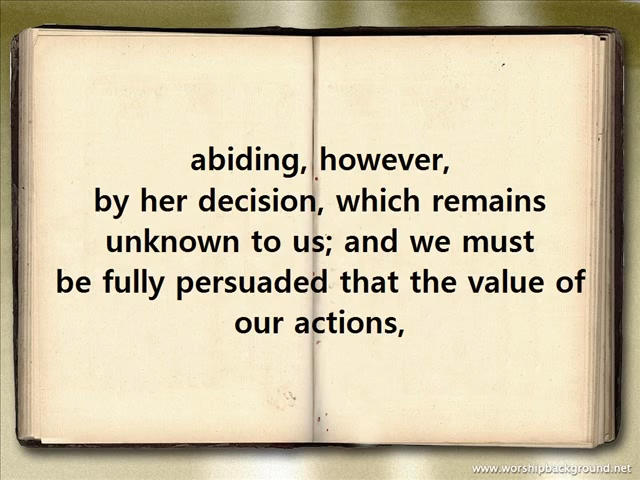 abiding, however,
by her decision, which remains
unknown to us; and we must
be fully persuaded that the value of
our actions,
www.worshipbackground.net